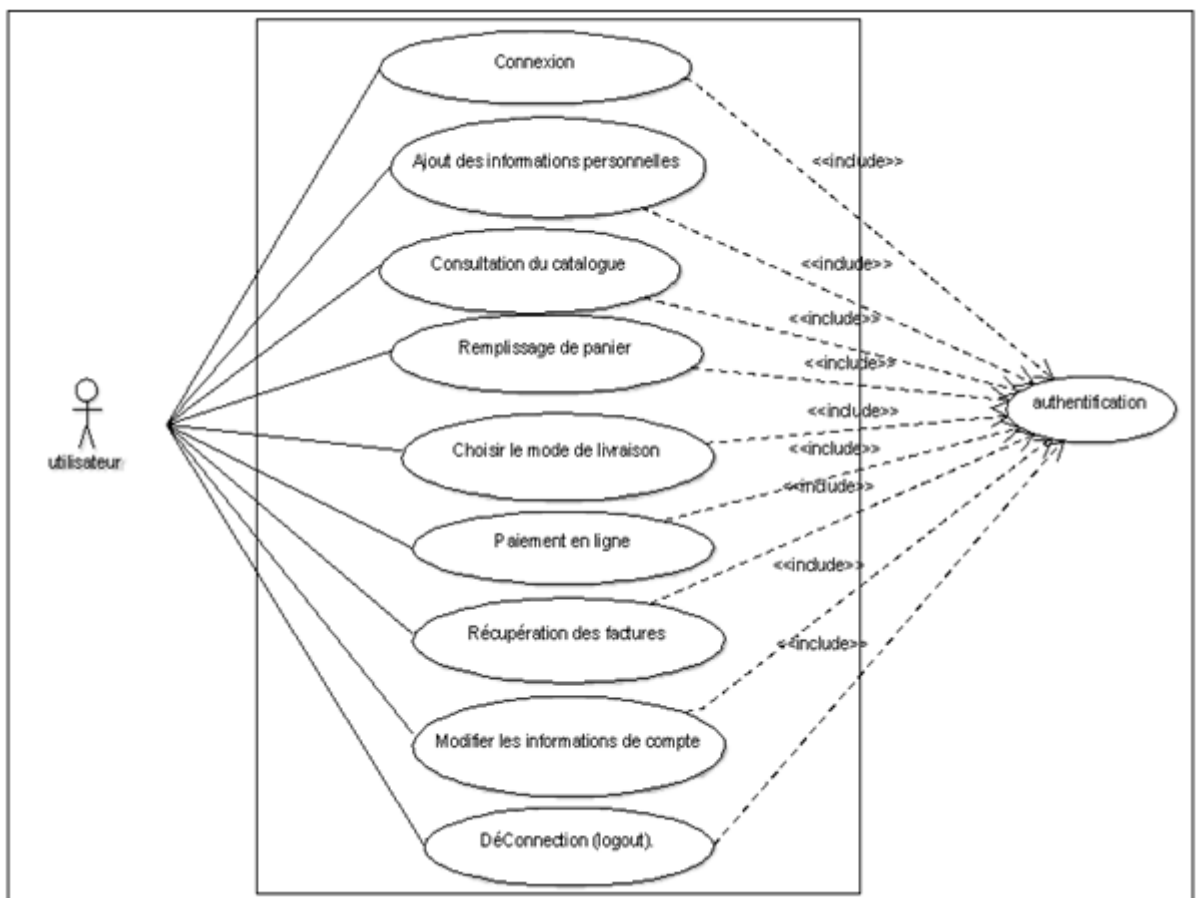 Connexion
<<include>>
Ajout des informations personnelles
<<include>>
Consultation du catalogue
<<include>>
Remplissage de panier
<<include>>
authentification
<<include>>
Choisir le mode de livraison
<<include>>
utilisateur
<<include>>
Paiement en ligne
<<include>>
Récupération des factures
<<include>>
Modifier les informations de compte
DéConnection (logout).